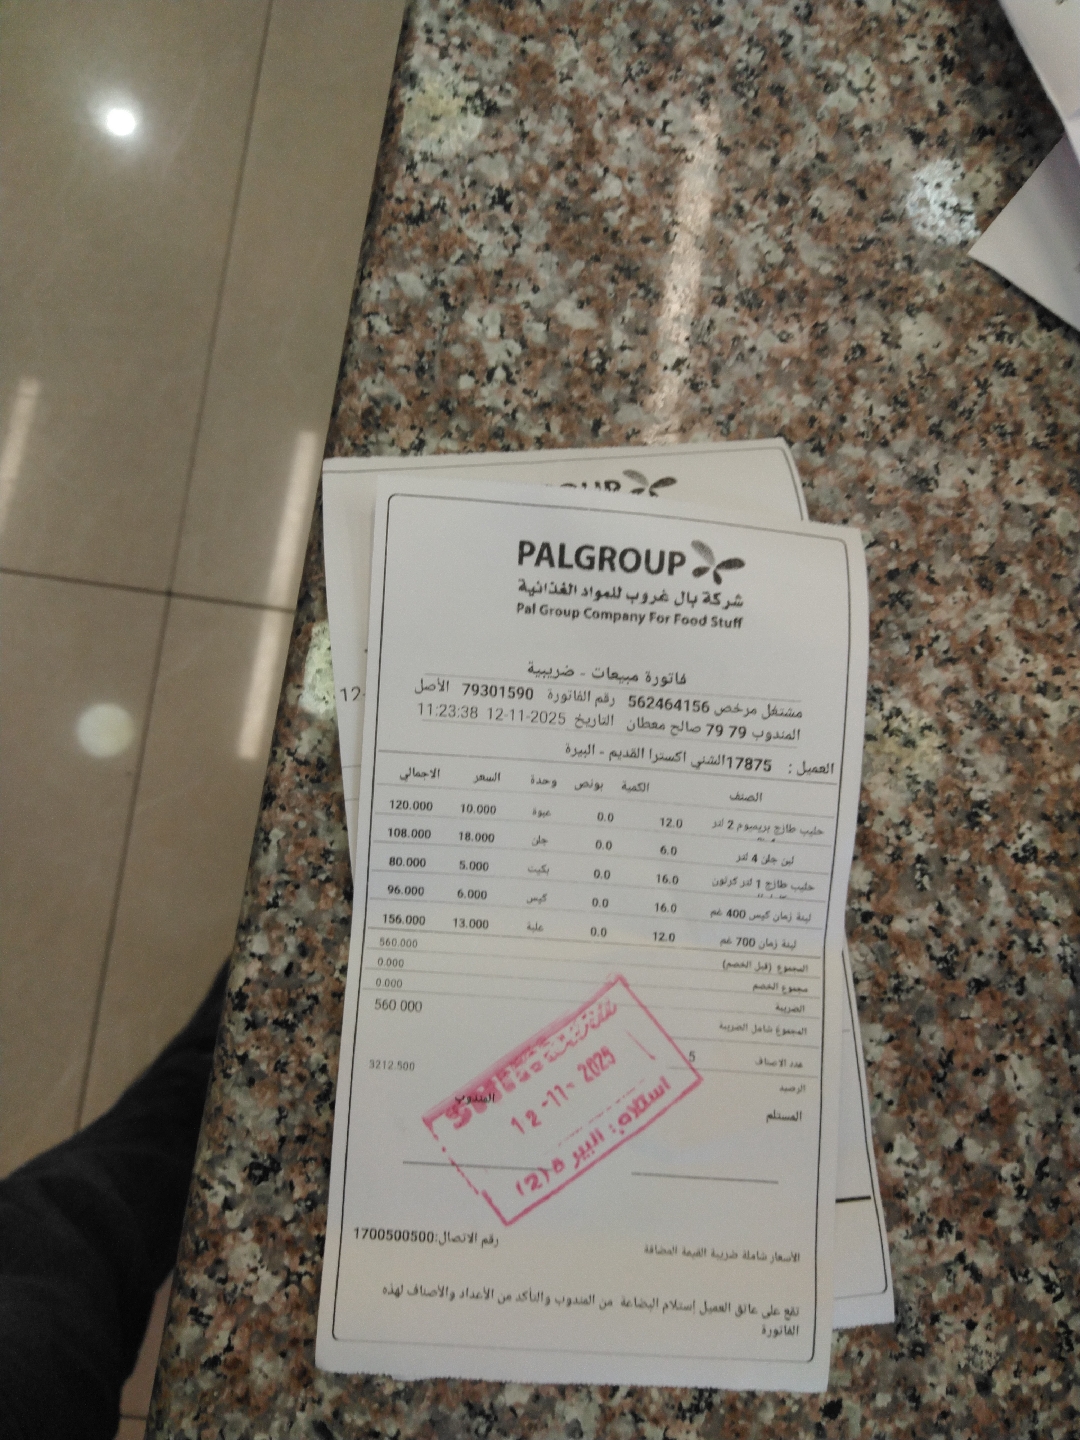 PALGROUP
شركة بال غروب للمواد الغذائية
Pal Group Company For Food Stuff
فاتورة مبيعات - ضريبية
مشتغل مرخص 562464156 رقم الفاتورة 79301590 الأصل
المندوب 79 79 صالح معطان التاريخ 12-11-2025 11:23:38
العميل : 17875الشني اكسترا القديم - البيرة
الصنف الكمية بونص وحدة السعر الاجمالي
حليب طازج بريميوم 2 لتر 12.0 0.0 عبوة 10.000 120.000
لبن جلن 4 لتر 6.0 0.0 جلن 18.000 108.000
حليب طازج 1 لتر كرتون 16.0 0.0 بكيت 5.000 80.000
لبنة زمان كيس 400 غم 16.0 0.0 كيس 6.000 96.000
لبنة زمان 700 غم 12.0 0.0 علبة 13.000 156.000
المجموع (قبل الخصم) 560.000
مجموع الخصم 0.000
الضريبة 0.000
المجموع شامل الضريبة 560.000
عدد الاصناف 5
الرصيد 3212.500
المستلم المندوب
12-11-2025
استلام: البيرة (2)
رقم الاتصال:1700500500
الأسعار شاملة ضريبة القيمة المضافة
تقع على عاتق العميل إستلام البضاعة من المندوب والتأكد من الأعداد والأصناف لهذه
الفاتورة
12-